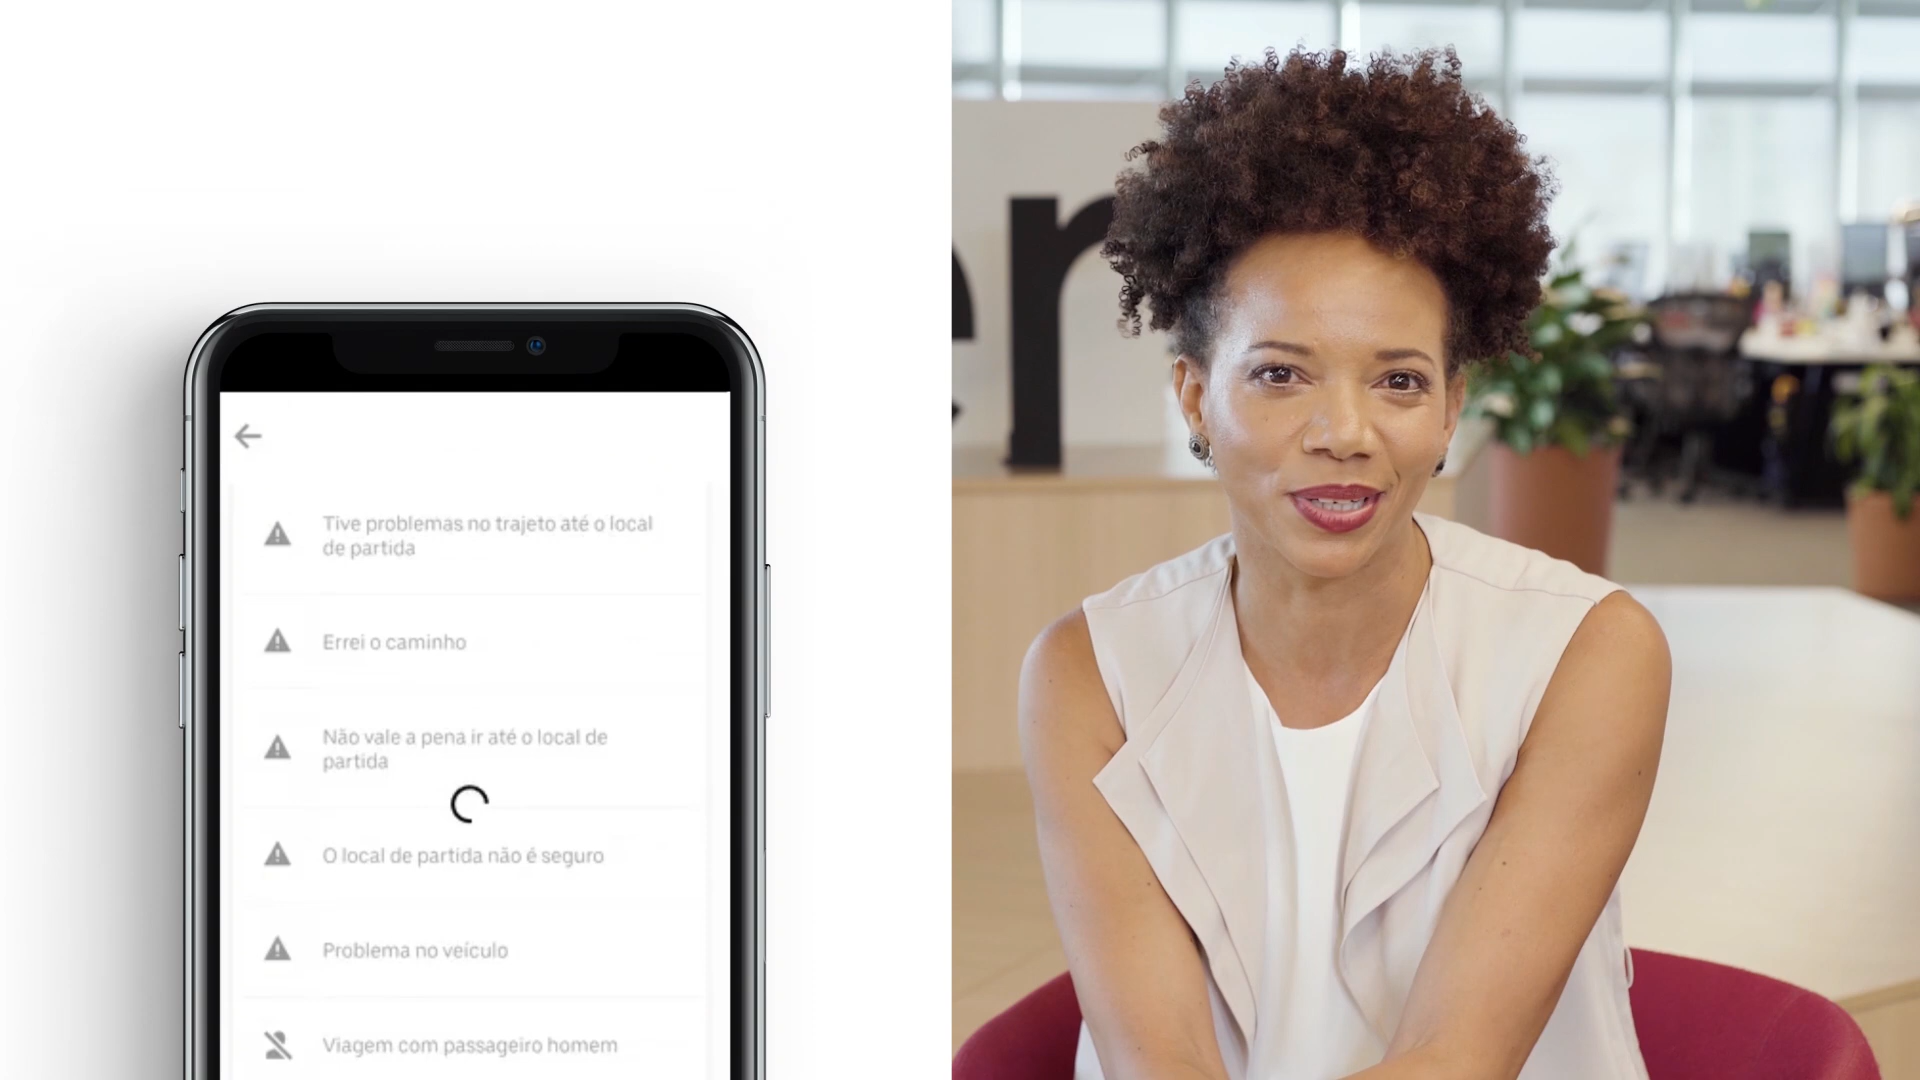 Tive problemas no trajeto até o local
de partida
Errei o caminho
Não vale a pena ir até o local de
partida
O local de partida não é seguro
Problema no veículo
Viagem com passageiro homem
er